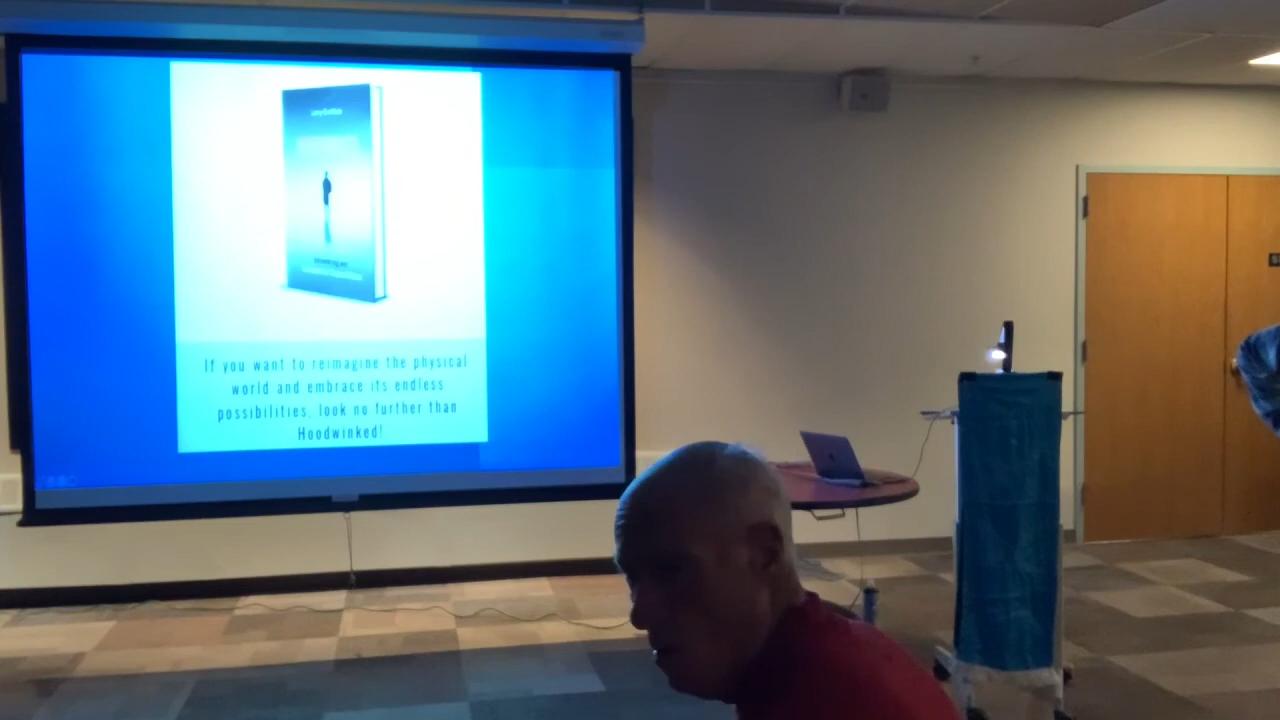 If you want to reimagine the physical
world and embrace its endless
possibilities, look no further than
Hoodwinked!